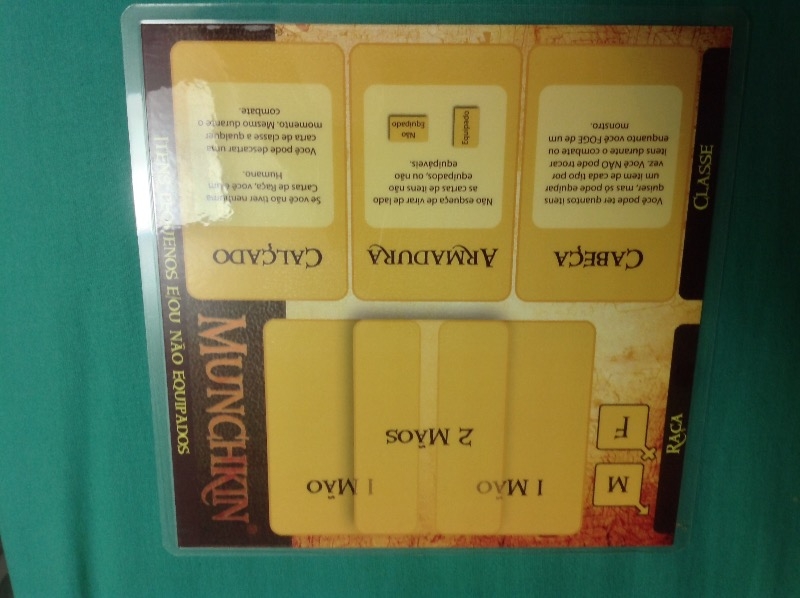 RAÇA
M
F
1 MÃO
1 MÃO
2 MÃOS
MUNCHKIN®
CLASSE
CABEÇA
Você pode ter quantos itens
quiser, mas só pode equipar
um item de cada tipo por
vez. Você NÃO pode trocar
itens durante o combate ou
enquanto você FOGE de um
monstro.
ARMADURA
Não esqueça de virar de lado
as cartas de itens não
equipados, ou não
equipáveis.
Equipado
Não
Equipado
CALÇADO
Se você não tiver nenhuma
Cartas de Raça, você é um
Humano.
Você pode descartar uma
carta de classe a qualquer
momento. Mesmo durante o
combate.
ITENS PEQUENOS E/OU NÃO EQUIPADOS